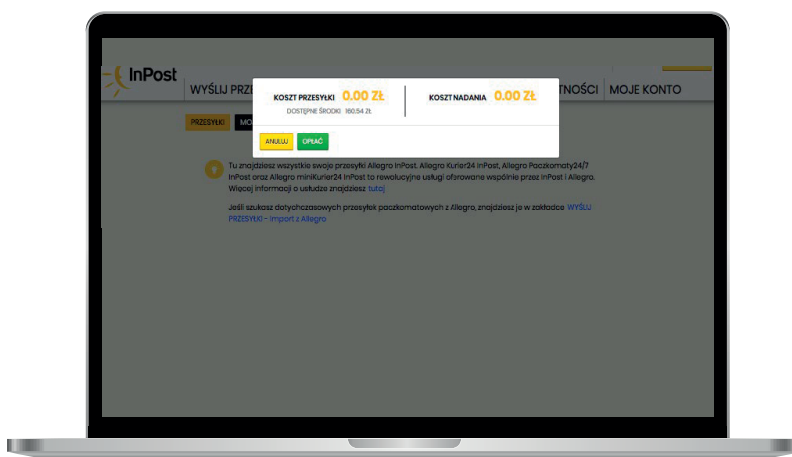 InPost
WYŚLIJ PRZE
TNOŚCI
MOJE KONTO
KOSZT PRZESYŁKI 0.00 ZŁ
KOSZT NADANIA 0.00 ZŁ
DOSTĘPNE ŚRODKI 160.54 ZŁ
ANULUJ
OPŁAĆ
PRZESYŁKI
MO
Tu znajdziesz wszystkie swoje przesyłki Allegro InPost. Allegro Kurier24 InPost, Allegro Paczkomaty24/7
InPost oraz Allegro miniKurier24 InPost to rewolucyjne usługi oferowane wspólnie przez InPost i Allegro.
Więcej informacji o usłudze znajdziesz tutaj
Jeśli szukasz dotychczasowych przesyłek paczkomatowych z Allegro, znajdziesz je w zakładce WYŚLIJ
PRZESYŁKI - Import z Allegro